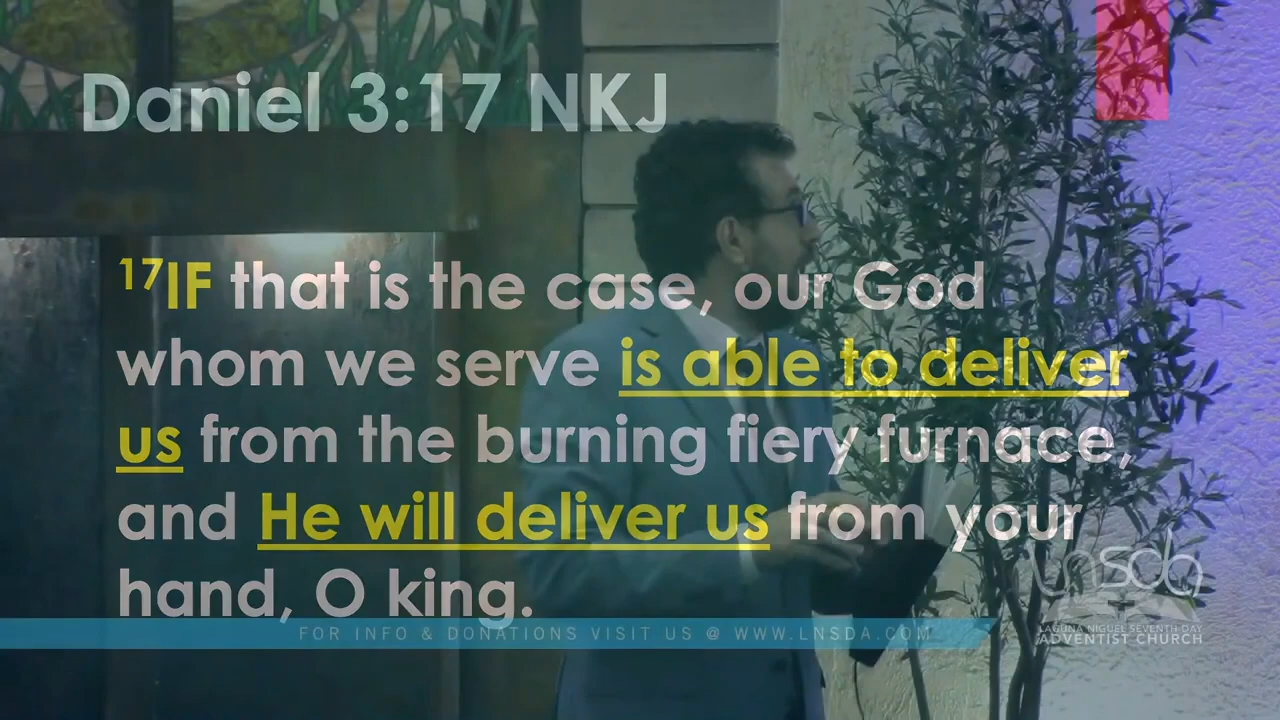 Daniel 3:17 NKJ
17IF that is the case, our God
whom we serve is able to deliver
us from the burning fiery furnace,
and He will deliver us from your
hand, O king.
FOR INFO & DONATIONS VISIT US @ WWW.LNSDA.COM
lnsda
LAGUNA NIGUEL SEVENTH-DAY
ADVENTIST CHURCH